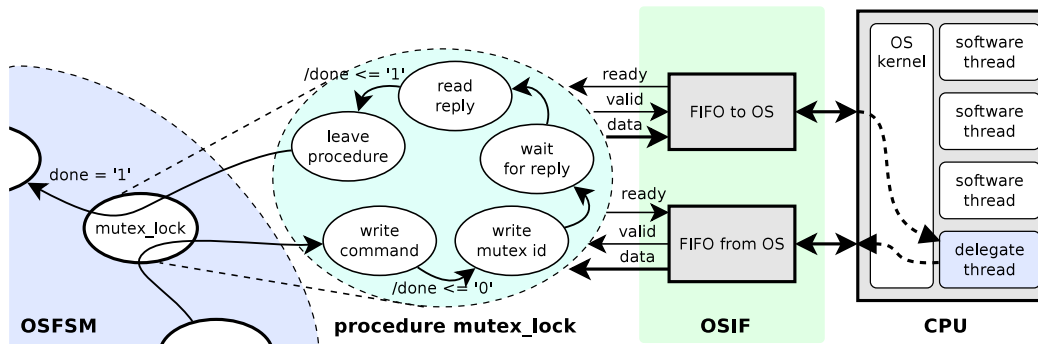 done = '1'
mutex_lock
OSFSM
/done <= '1'
read
reply
leave
procedure
wait
for reply
write
command
write
mutex id
/done <= '0'
procedure mutex_lock
ready
valid
data
FIFO to OS
ready
valid
data
FIFO from OS
OSIF
OS
kernel
software
thread
software
thread
software
thread
delegate
thread
CPU